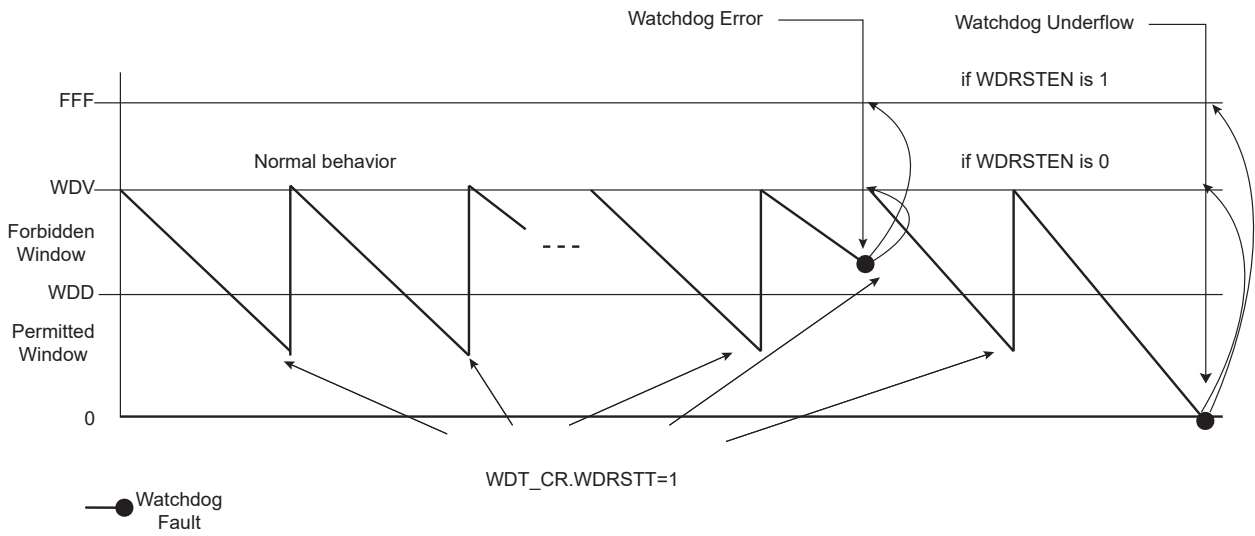 Watchdog Error
Watchdog Underflow
if WDRSTEN is 1
FFF
Normal behavior
if WDRSTEN is 0
WDV
Forbidden
Window
WDD
Permitted
Window
0
WDT_CR.WDRSTT=1
Watchdog
Fault